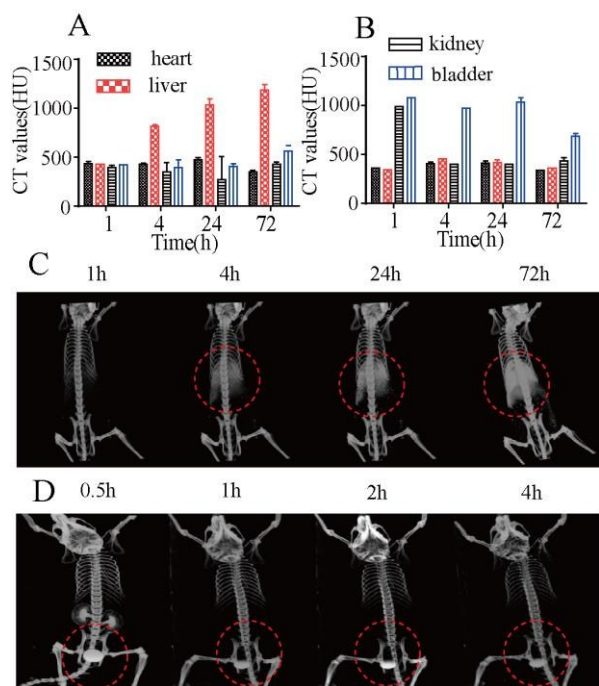 A
B
heart
liver
kidney
bladder
CT values(HU)
1500
1000
500
0
1 4 24 72
Time(h)
CT values(HU)
1500
1000
500
0
1 4 24 72
Time(h)
C
1h 4h 24h 72h
D
0.5h 1h 2h 4h